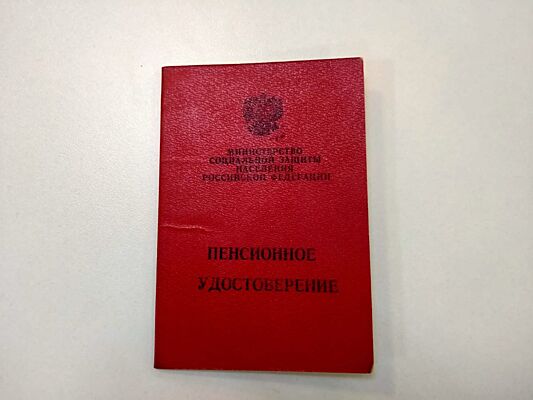 МИНИСТЕРСТВО
СОЦИАЛЬНОЙ ЗАЩИТЫ
НАСЕЛЕНИЯ
РОССИЙСКОЙ ФЕДЕРАЦИИ
ПЕНСИОННОЕ
УДОСТОВЕРЕНИЕ